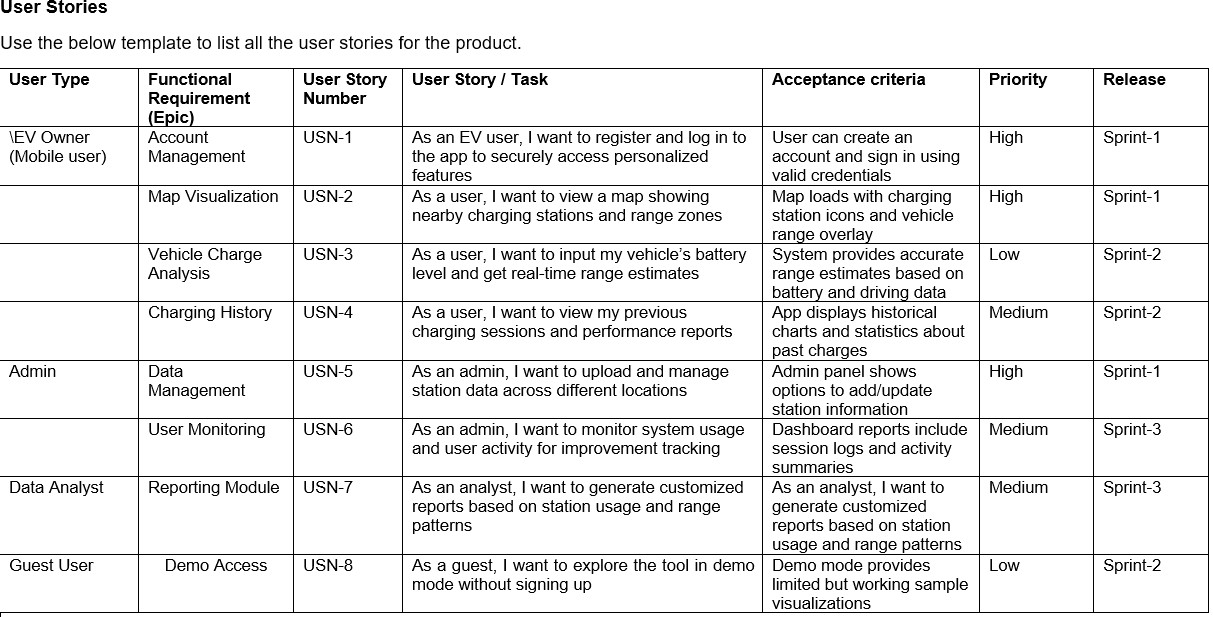 User Stories
Use the below template to list all the user stories for the product.
User Type
Functional
Requirement
(Epic)
User Story
Number
User Story / Task
Acceptance criteria
Priority
Release
\EV Owner
(Mobile user)
Account
Management
USN-1
As an EV user, I want to register and log in to
the app to securely access personalized
features
User can create an
account and sign in using
valid credentials
High
Sprint-1
Map Visualization
USN-2
As a user, I want to view a map showing
nearby charging stations and range zones
Map loads with charging
station icons and vehicle
range overlay
High
Sprint-1
Vehicle Charge
Analysis
USN-3
As a user, I want to input my vehicle’s battery
level and get real-time range estimates
System provides accurate
range estimates based on
battery and driving data
Low
Sprint-2
Charging History
USN-4
As a user, I want to view my previous
charging sessions and performance reports
App displays historical
charts and statistics about
past charges
Medium
Sprint-2
Admin
Data
Management
USN-5
As an admin, I want to upload and manage
station data across different locations
Admin panel shows
options to add/update
station information
High
Sprint-1
User Monitoring
USN-6
As an admin, I want to monitor system usage
and user activity for improvement tracking
Dashboard reports include
session logs and activity
summaries
Medium
Sprint-3
Data Analyst
Reporting Module
USN-7
As an analyst, I want to generate customized
reports based on station usage and range
patterns
As an analyst, I want to
generate customized
reports based on station
usage and range patterns
Medium
Sprint-3
Guest User
Demo Access
USN-8
As a guest, I want to explore the tool in demo
mode without signing up
Demo mode provides
limited but working sample
visualizations
Low
Sprint-2